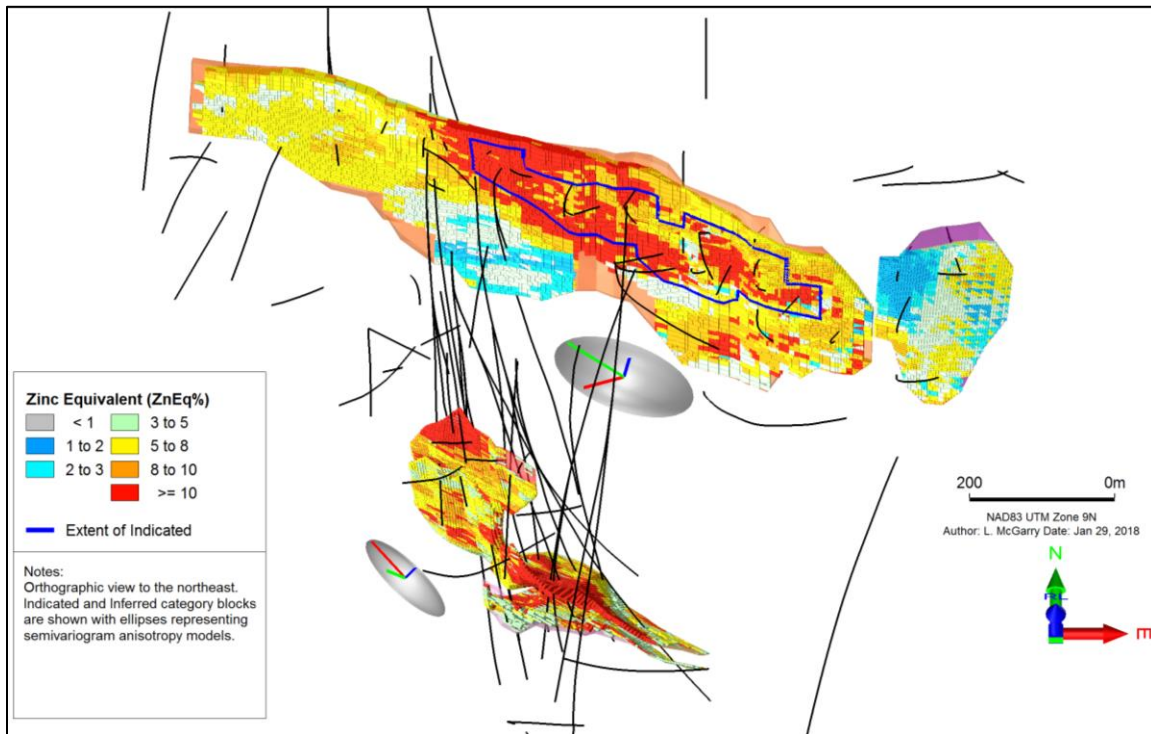 Zinc Equivalent (ZnEq%)
< 1
3 to 5
1 to 2
5 to 8
2 to 3
8 to 10
>= 10
Extent of Indicated
Notes:
Orthographic view to the northeast.
Indicated and Inferred category blocks
are shown with ellipses representing
semivariogram anisotropy models.
200 0m
NAD83 UTM Zone 9N
Author: L. McGarry Date: Jan 29, 2018
N
RL
E